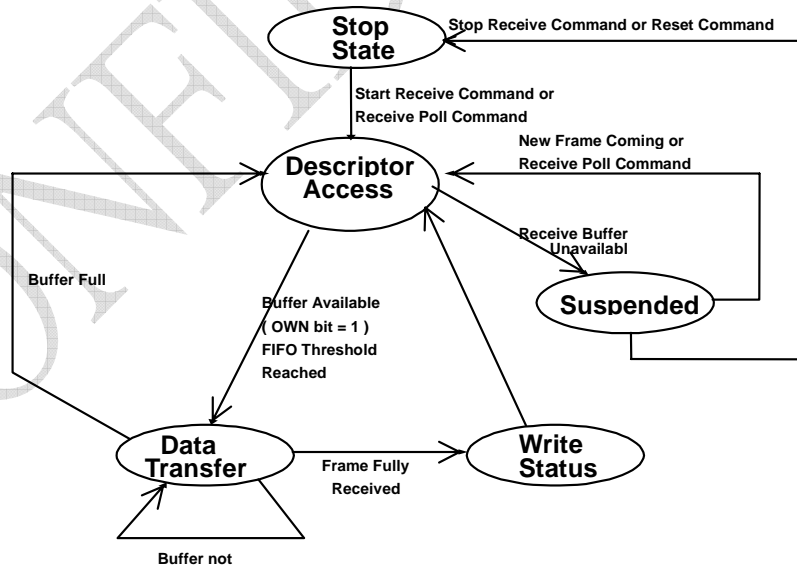 Stop
State
Stop Receive Command or Reset Command
Start Receive Command or
Receive Poll Command
New Frame Coming or
Receive Poll Command
Descriptor
Access
Receive Buffer
Unavailabl
Buffer Full
Suspended
Buffer Available
( OWN bit = 1 )
FIFO Threshold
Reached
Data
Transfer
Frame Fully
Received
Write
Status
Buffer not